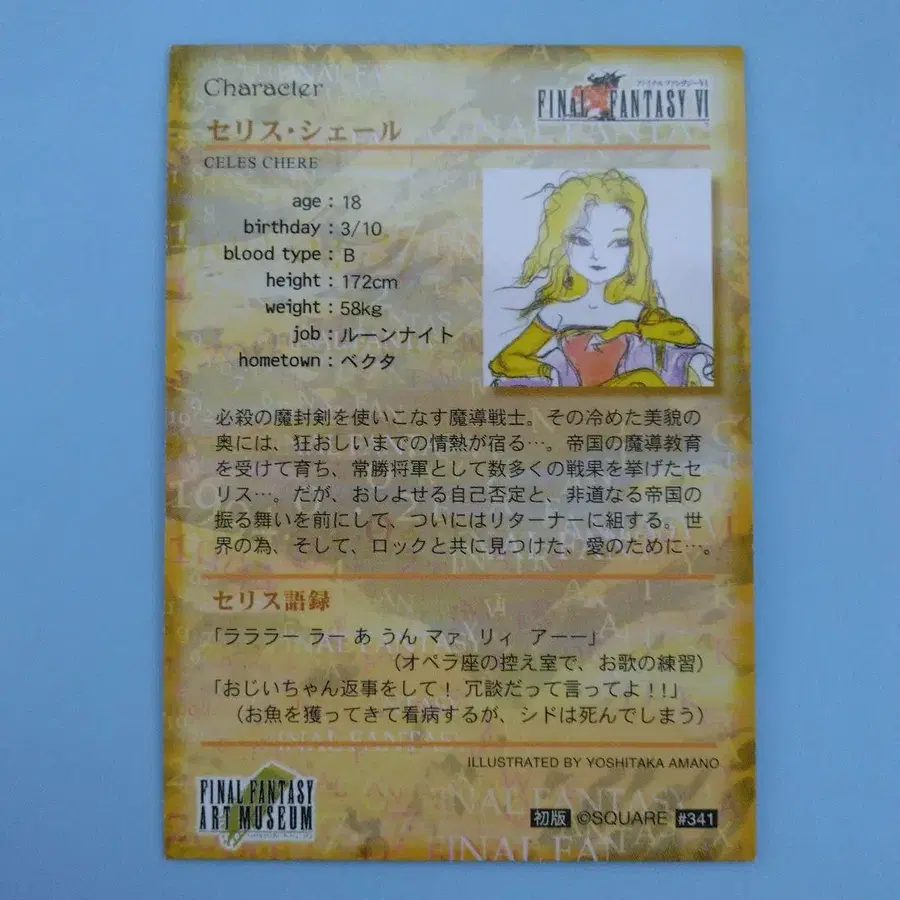 Character
ファイナルファンタジーVI
FINAL FANTASY VI
セリス・シェール
CELES CHERE
age : 18
birthday : 3/10
blood type : B
height : 172cm
weight : 58kg
job : ルーンナイト
hometown : ベクタ
必殺の魔封剣を使いこなす魔導戦士。その冷めた美貌の
奥には、狂おしいまでの情熱が宿る…。帝国の魔導教育
を受けて育ち、常勝将軍として数多くの戦果を挙げたセ
リス…。だが、おしよせる自己否定と、非道なる帝国の
振る舞いを前にして、ついにはリターナーに組する。世
界の為、そして、ロックと共に見つけた、愛のために…。
セリス語録
「ラララー ラー あ うん マァ リィ アーー」
（オペラ座の控え室で、お歌の練習）
「おじいちゃん返事をして！ 冗談だって言ってよ！！」
（お魚を獲ってきて看病するが、シドは死んでしまう）
ILLUSTRATED BY YOSHITAKA AMANO
FINAL FANTASY
ART MUSEUM
初版 ©SQUARE #341